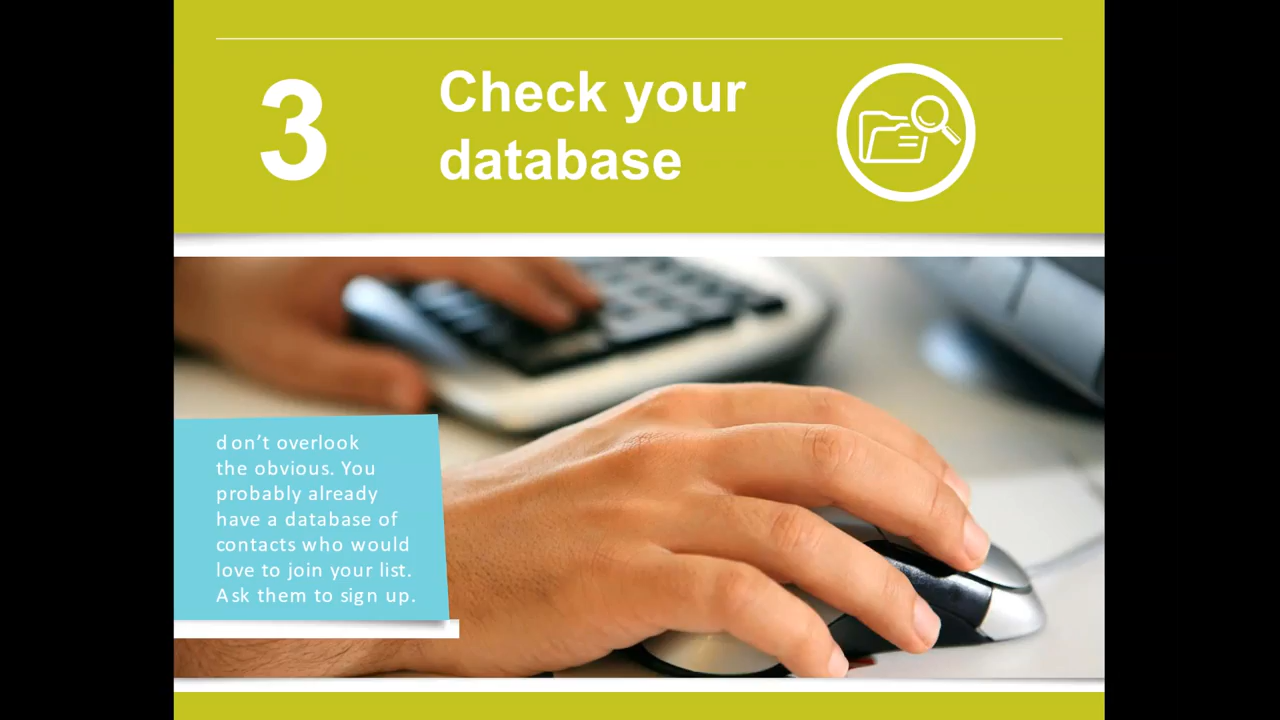 3
Check your
database
don’t overlook
the obvious. You
probably already
have a database of
contacts who would
love to join your list.
Ask them to sign up.